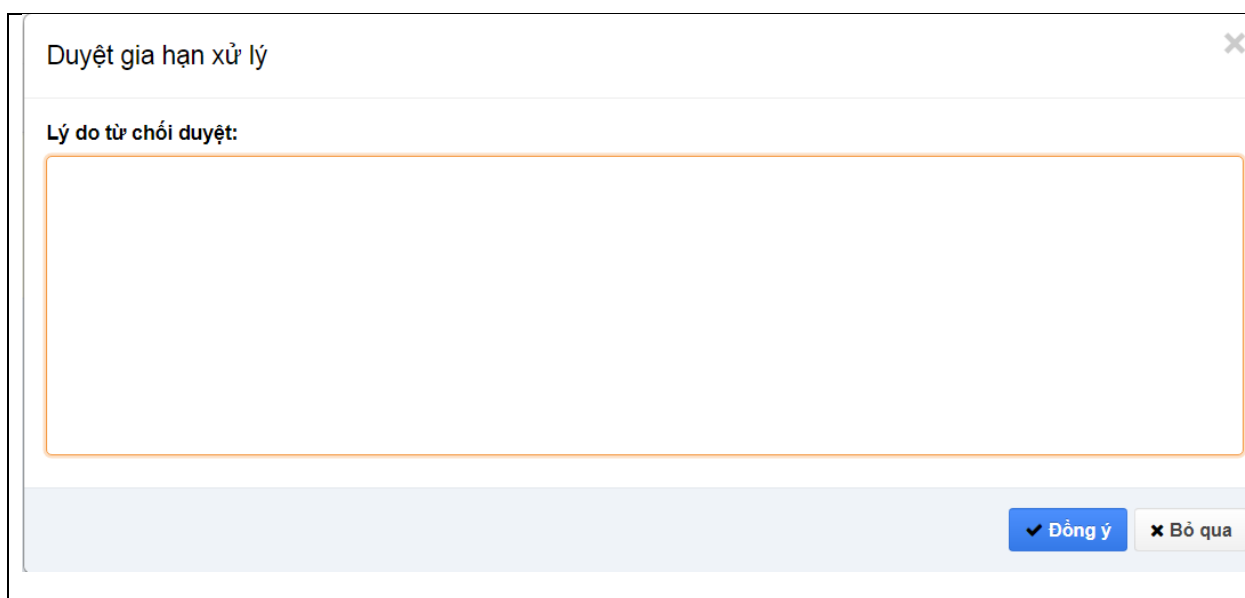 Duyệt gia hạn xử lý
Lý do từ chối duyệt:
Đồng ý
Bỏ qua